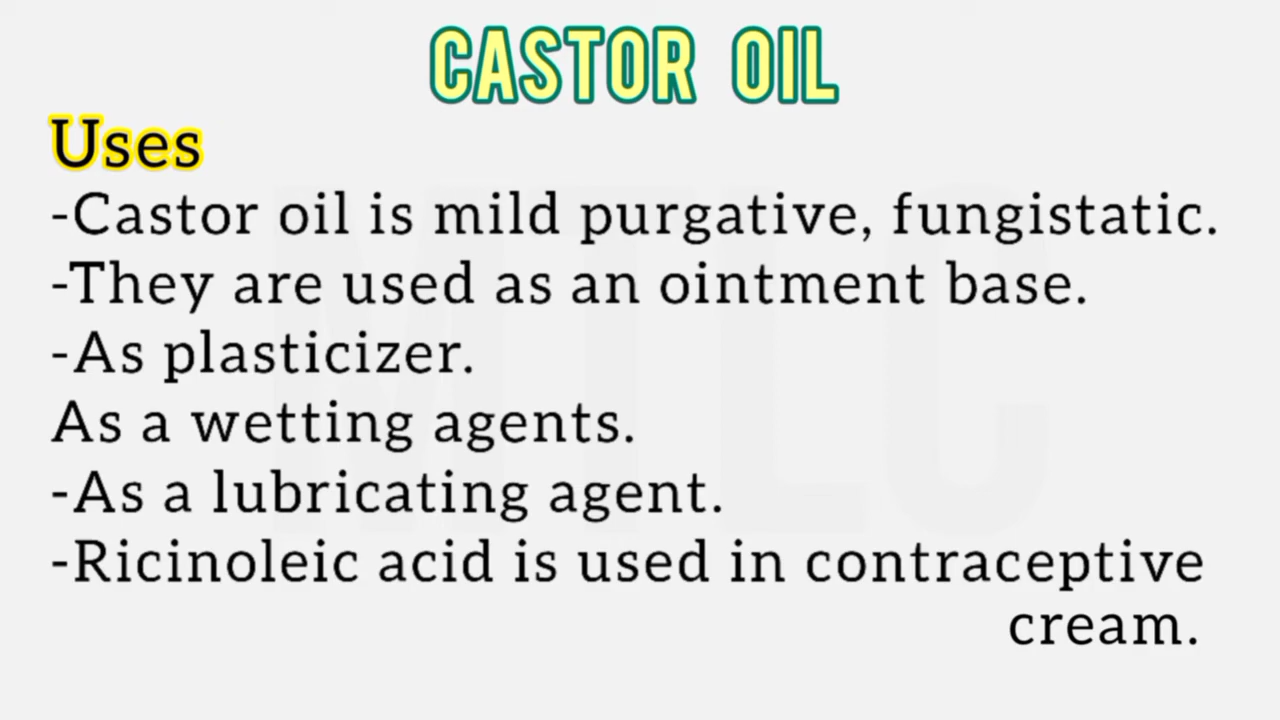 CASTOR OIL
Uses
-Castor oil is mild purgative, fungistatic.
-They are used as an ointment base.
-As plasticizer.
As a wetting agents.
-As a lubricating agent.
-Ricinoleic acid is used in contraceptive
cream.
MTLC